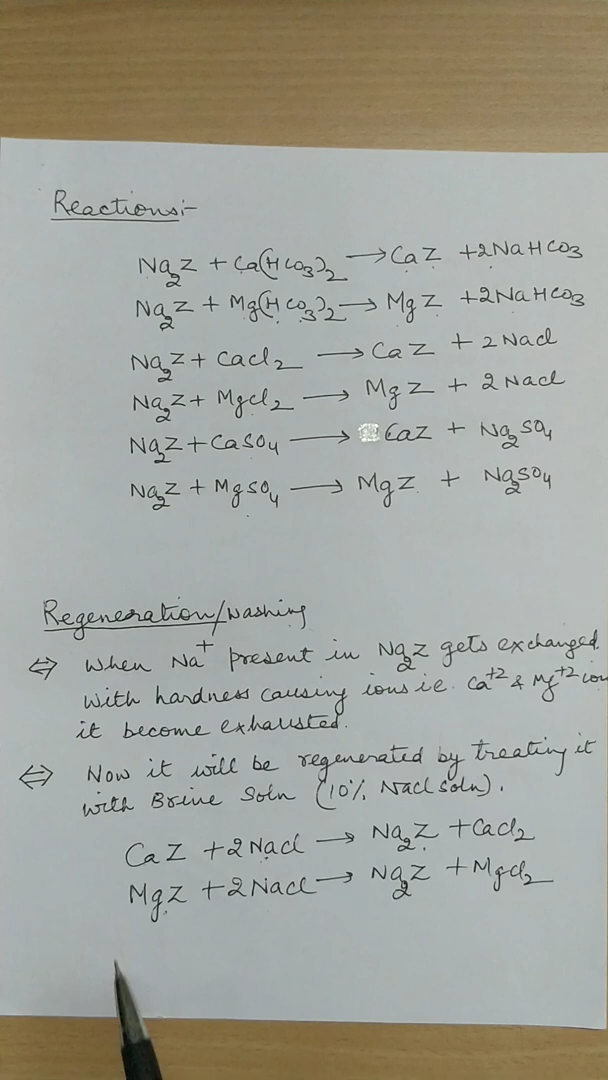 Reactions:-
Na2Z + Ca(HCO3)2 → CaZ + 2NaHCO3
Na2Z + Mg(HCO3)2 → MgZ + 2NaHCO3
Na2Z + CaCl2 → CaZ + 2NaCl
Na2Z + MgCl2 → MgZ + 2NaCl
Na2Z + CaSO4 → CaZ + Na2SO4
Na2Z + MgSO4 → MgZ + Na2SO4
Regeneration/Washing
⇔ When Na+ present in Na2Z gets exchanged
with hardness causing ions ie. Ca+2 & Mg+2 ion
it become exhausted.
⇔ Now it will be regenerated by treating it
with Brine Soln (10% NaCl soln).
CaZ + 2NaCl → Na2Z + CaCl2
MgZ + 2NaCl → Na2Z + MgCl2